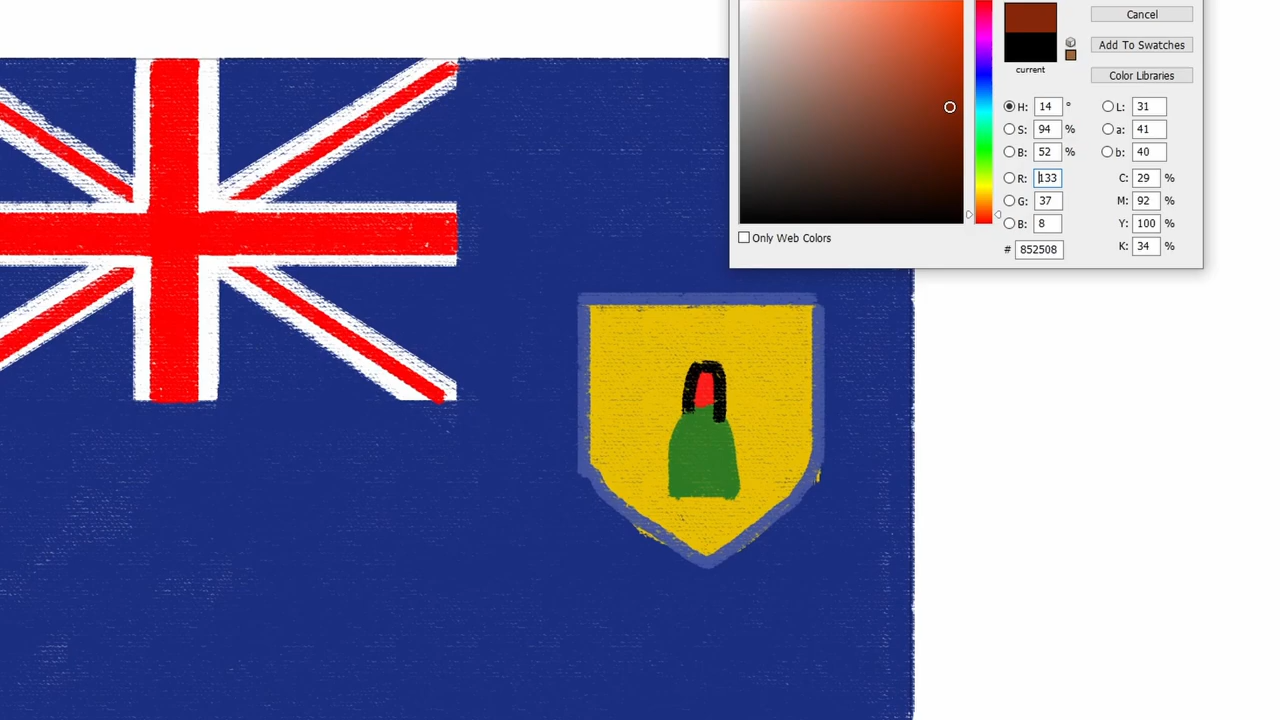 Cancel
Add To Swatches
current
Color Libraries
H: 14 ° L: 31
S: 94 % a: 41
B: 52 % b: 40
R: 133 C: 29 %
G: 37 M: 92 %
B: 8 Y: 100 %
# 852508 K: 34 %
Only Web Colors